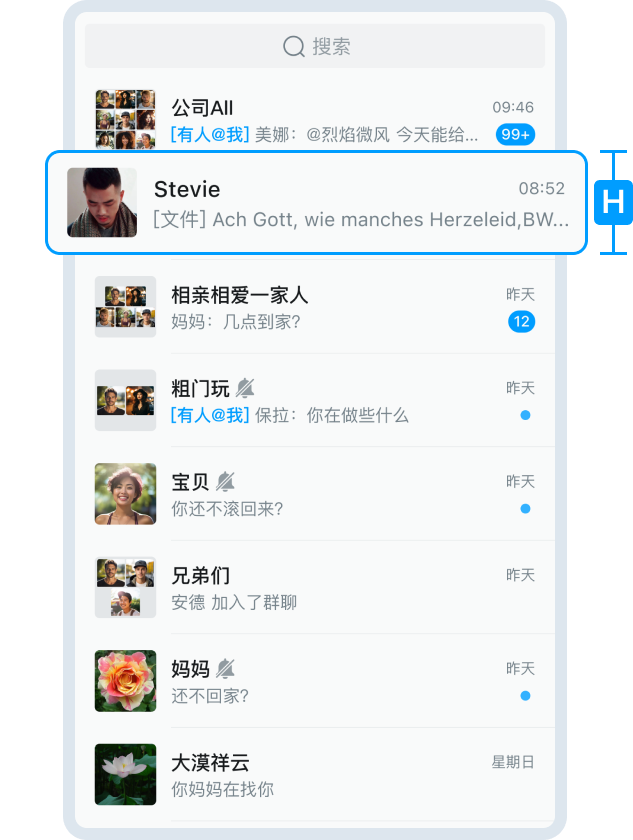 搜索
公司All 09:46
[有人@我] 美娜：@烈焰微风 今天能给... 99+
Stevie 08:52
[文件] Ach Gott, wie manches Herzeleid,BW...
H
相亲相爱一家人 昨天
妈妈：几点到家? 12
粗门玩 昨天
[有人@我] 保拉：你在做些什么
宝贝 昨天
你还不滚回来?
兄弟们 昨天
安德 加入了群聊
妈妈 昨天
还不回家?
大漠祥云 星期日
你妈妈在找你